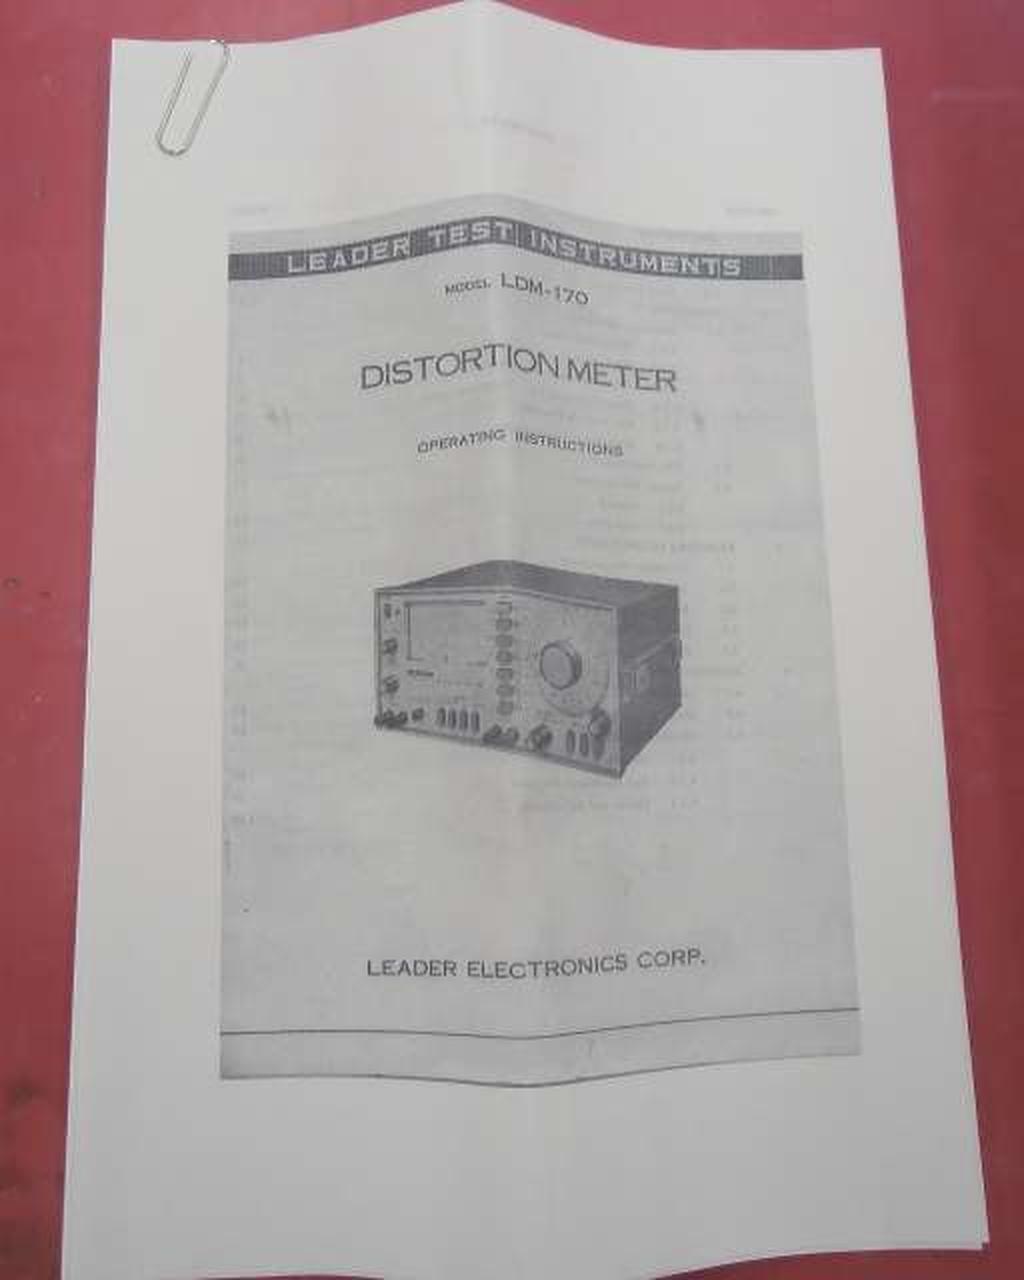 LEADER TEST INSTRUMENTS
MODEL LDM-170
DISTORTION METER
OPERATING INSTRUCTIONS
LEADER ELECTRONICS CORP.